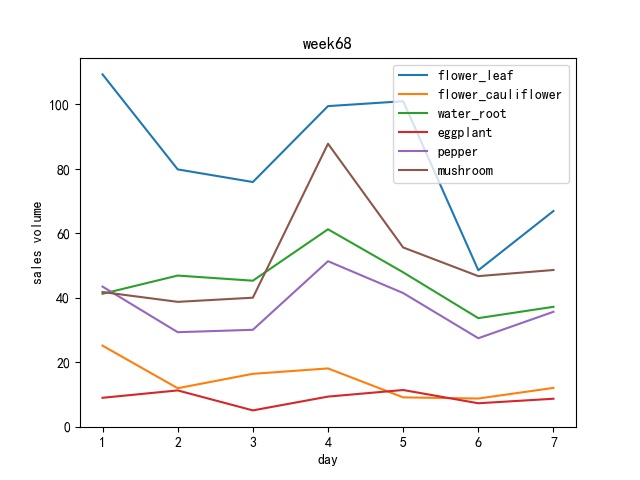 week68
flower_leaf
flower_cauliflower
water_root
eggplant
pepper
mushroom
sales volume
100
80
60
40
20
0
1 2 3 4 5 6 7
day